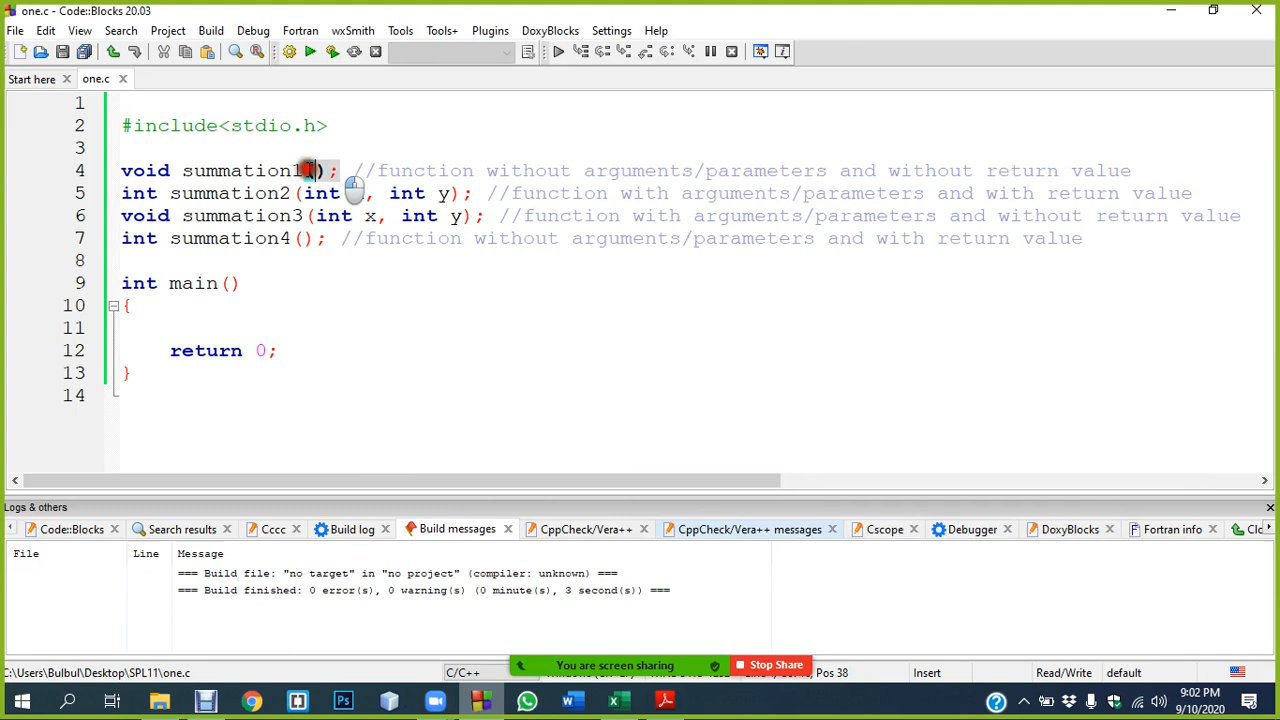 one.c - Code::Blocks 20.03
File Edit View Search Project Build Debug Fortran wxSmith Tools Tools+ Plugins DoxyBlocks Settings Help
Start here one.c
1
2 #include<stdio.h>
3
4 void summation1(); //function without arguments/parameters and without return value
5 int summation2(int , int y); //function with arguments/parameters and with return value
6 void summation3(int x, int y); //function with arguments/parameters and without return value
7 int summation4(); //function without arguments/parameters and with return value
8
9 int main()
10 {
11
12 return 0;
13 }
14
Logs & others
Code::Blocks Search results Cccc Build log Build messages CppCheck/Vera++ CppCheck/Vera++ messages Cscope Debugger DoxyBlocks Fortran info
File Line Message
=== Build file: "no target" in "no project" (compiler: unknown) ===
=== Build finished: 0 error(s), 0 warning(s) (0 minute(s), 3 second(s)) ===
You are screen sharing Stop Share
C:\Users\Bulbul\Desktop\SPL11\one.c C/C++ Pos 38 Insert Read/Write default
9:02 PM
9/10/2020